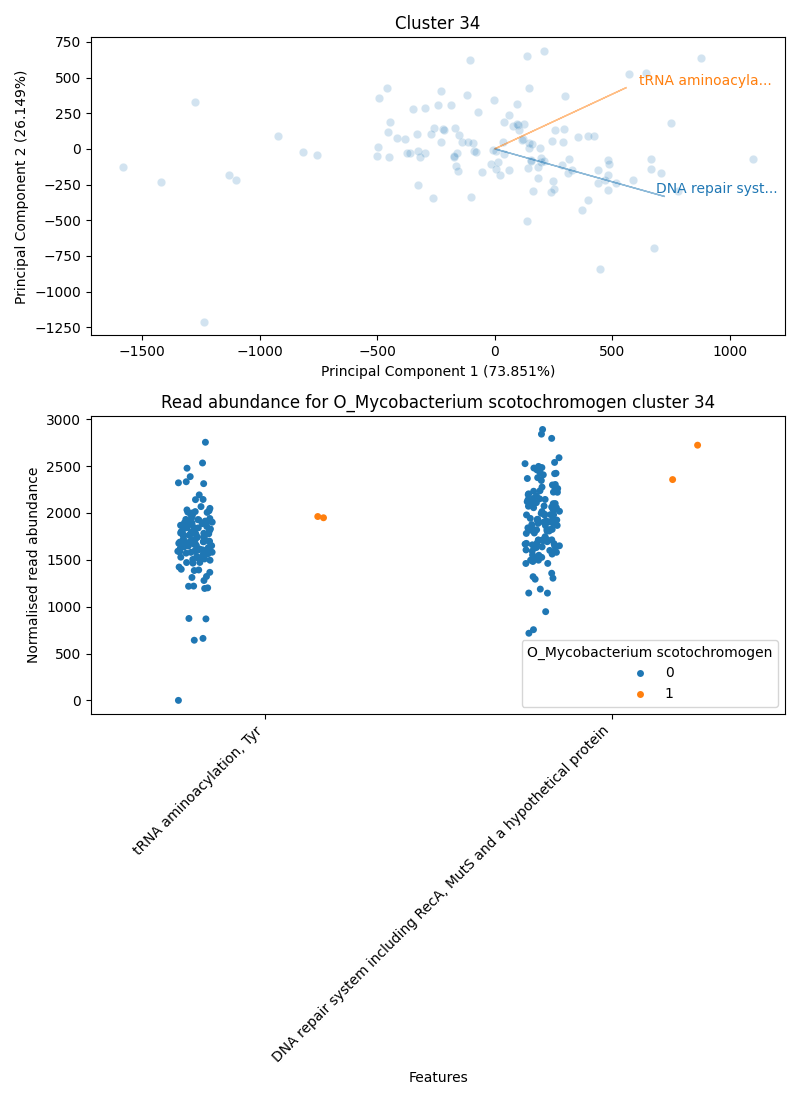 Cluster 34
750
500
250
0
−250
−500
−750
−1000
−1250
Principal Component 2 (26.149%)
tRNA aminoacyla...
DNA repair syst...
−1500 −1000 −500 0 500 1000
Principal Component 1 (73.851%)
Read abundance for O_Mycobacterium scotochromogen cluster 34
3000
2500
2000
1500
1000
500
0
Normalised read abundance
O_Mycobacterium scotochromogen
0
1
tRNA aminoacylation, Tyr
DNA repair system including RecA, MutS and a hypothetical protein
Features